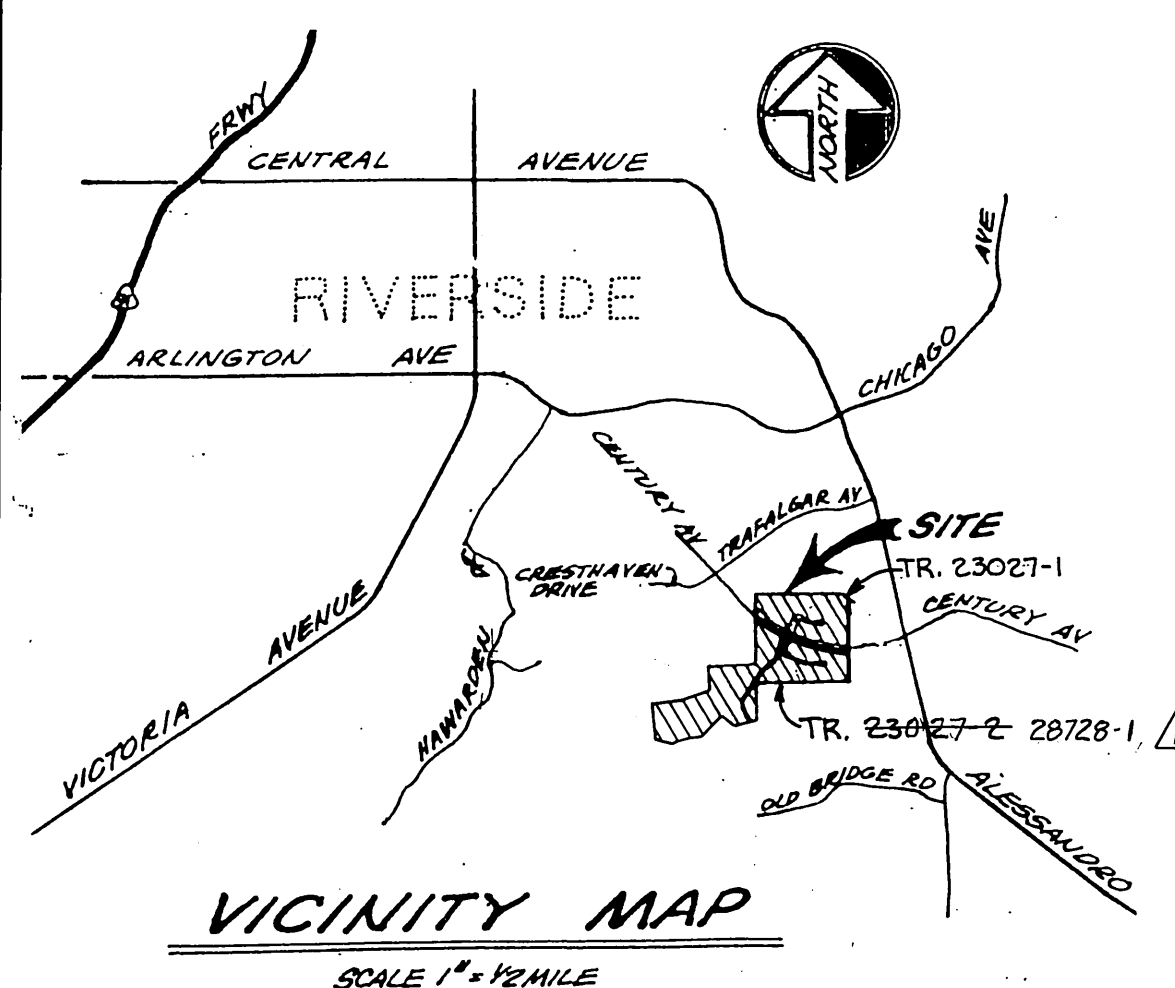 FRWY
NORTH
CENTRAL AVENUE
AVE
RIVERSIDE
ARLINGTON AVE
CHICAGO
CENTURY AV
TRAFALGAR AV
SITE
CRESTHAVEN
DRIVE
TR. 23027-1
CENTURY AV
VICTORIA AVENUE
HAWARDEN
TR. 23027-2 28728-1
OLD BRIDGE RD
ALESSANDRO
VICINITY MAP
SCALE 1" = 1/2 MILE